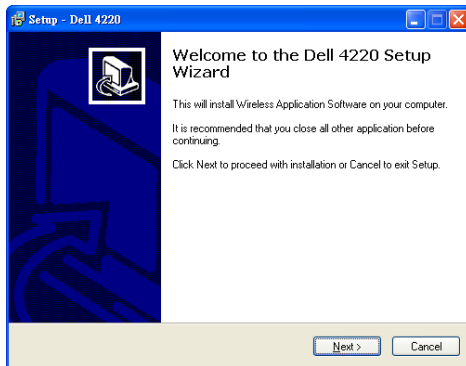 Setup - Dell 4220
Welcome to the Dell 4220 Setup
Wizard
This will install Wireless Application Software on your computer.
It is recommended that you close all other application before
continuing.
Click Next to proceed with installation or Cancel to exit Setup.
Next >
Cancel